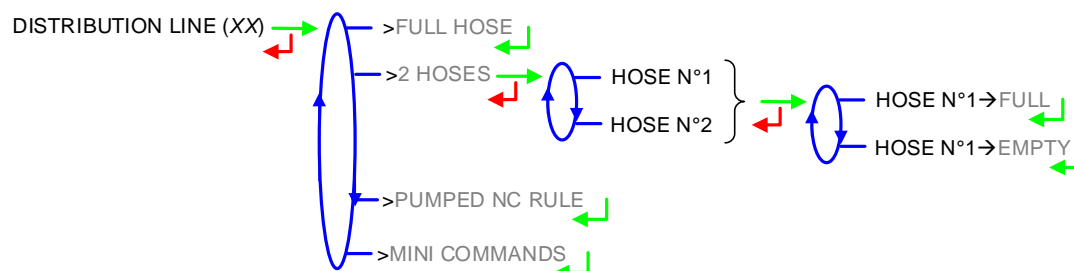 DISTRIBUTION LINE (XX)
>FULL HOSE
>2 HOSES
HOSE N°1
HOSE N°2
HOSE N°1→FULL
HOSE N°1→EMPTY
>PUMPED NC RULE
>MINI COMMANDS